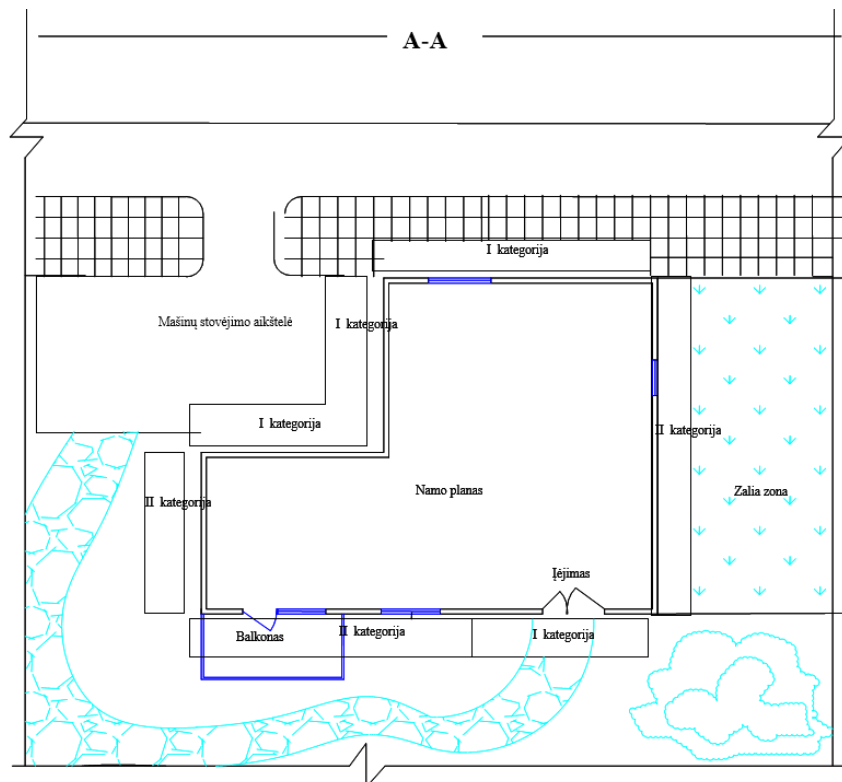 A-A
I kategorija
Mašinų stovėjimo aikštelė
I kategorija
I kategorija
II kategorija
II kategorija
Namo planas
Zalia zona
Įėjimas
Balkonas
II kategorija
I kategorija